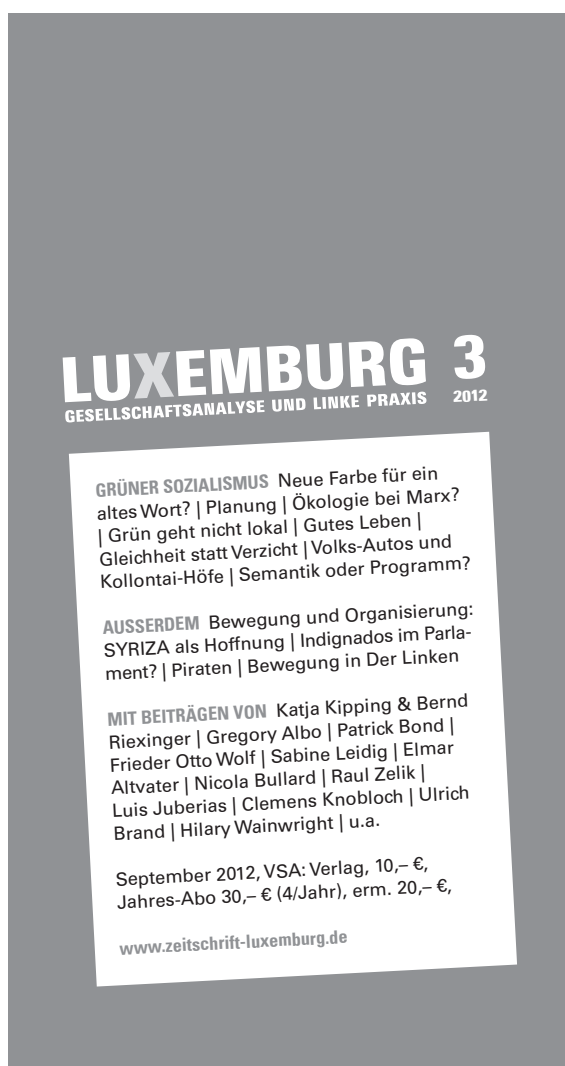 LUXEMBURG 3
GESELLSCHAFTSANALYSE UND LINKE PRAXIS 2012
GRÜNER SOZIALISMUS Neue Farbe für ein
altes Wort? | Planung | Ökologie bei Marx?
| Grün geht nicht lokal | Gutes Leben |
Gleichheit statt Verzicht | Volks-Autos und
Kollontai-Höfe | Semantik oder Programm?
AUSSERDEM Bewegung und Organisierung:
SYRIZA als Hoffnung | Indignados im Parla-
ment? | Piraten | Bewegung in Der Linken
MIT BEITRÄGEN VON Katja Kipping & Bernd
Riexinger | Gregory Albo | Patrick Bond |
Frieder Otto Wolf | Sabine Leidig | Elmar
Altvater | Nicola Bullard | Raul Zelik |
Luis Juberias | Clemens Knobloch | Ulrich
Brand | Hilary Wainwright | u.a.
September 2012, VSA: Verlag, 10,– €,
Jahres-Abo 30,– € (4/Jahr), erm. 20,– €,
www.zeitschrift-luxemburg.de